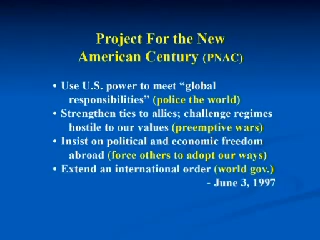 Project For the New
American Century (PNAC)
• Use U.S. power to meet “global
responsibilities” (police the world)
• Strengthen ties to allies; challenge regimes
hostile to our values (preemptive wars)
• Insist on political and economic freedom
abroad (force others to adopt our ways)
• Extend an international order (world gov.)
- June 3, 1997